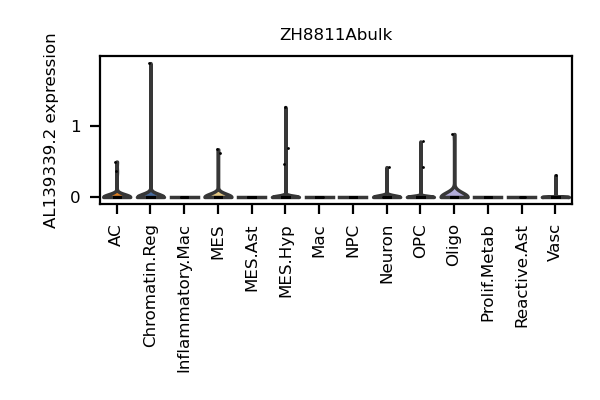 ZH8811Abulk
AL139339.2 expression
1
0
AC
Chromatin.Reg
Inflammatory.Mac
MES
MES.Ast
MES.Hyp
Mac
NPC
Neuron
OPC
Oligo
Prolif.Metab
Reactive.Ast
Vasc